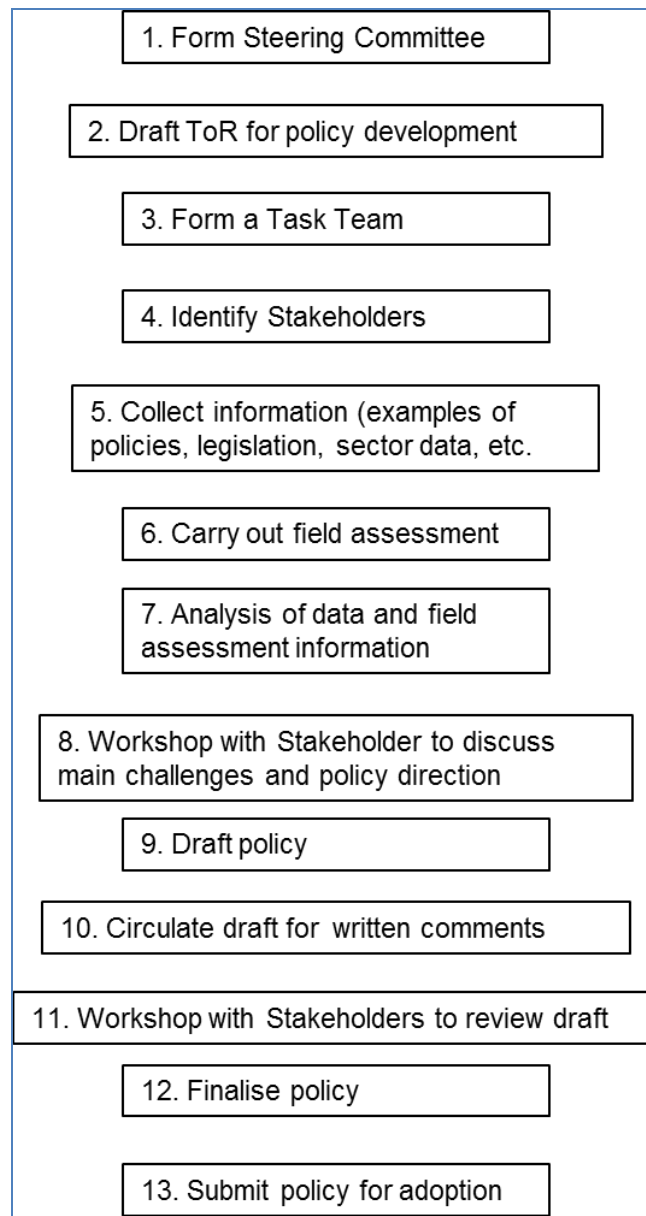 1. Form Steering Committee
2. Draft ToR for policy development
3. Form a Task Team
4. Identify Stakeholders
5. Collect information (examples of
policies, legislation, sector data, etc.
6. Carry out field assessment
7. Analysis of data and field
assessment information
8. Workshop with Stakeholder to discuss
main challenges and policy direction
9. Draft policy
10. Circulate draft for written comments
11. Workshop with Stakeholders to review draft
12. Finalise policy
13. Submit policy for adoption